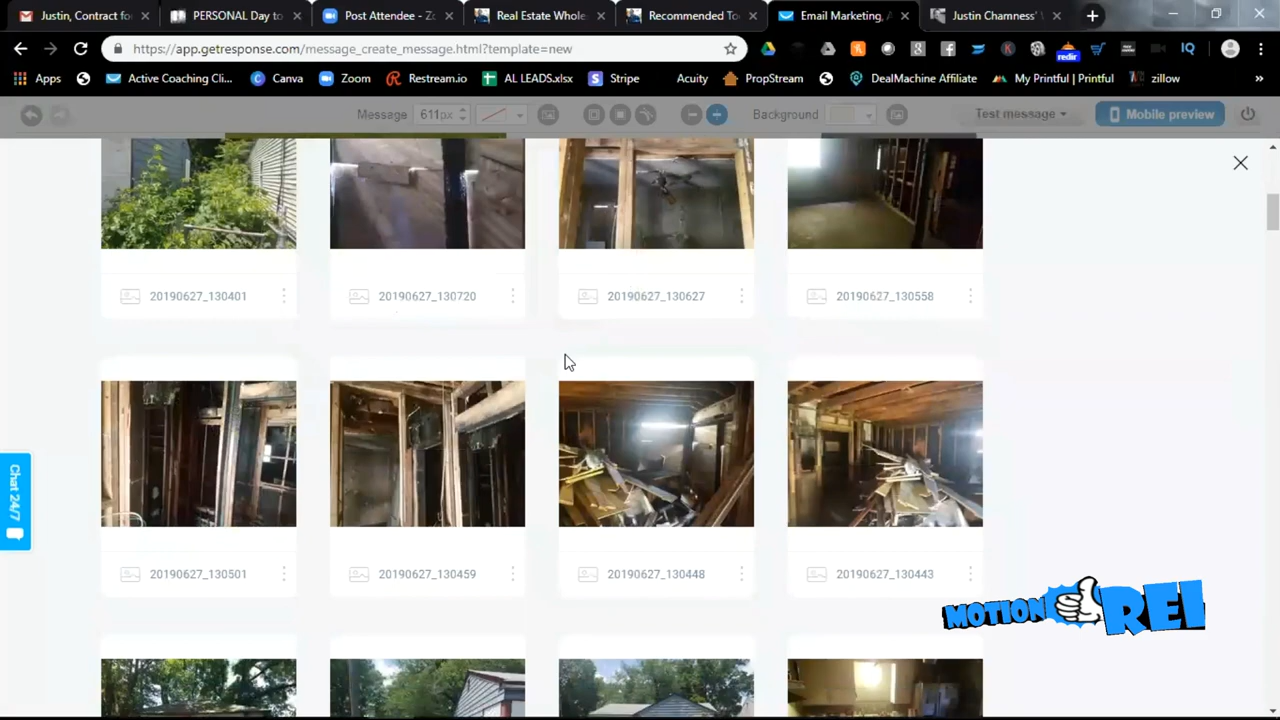 Justin, Contract fo
PERSONAL Day to
Post Attendee - Zo
Real Estate Whole
Recommended To
Email Marketing, A
Justin Chamness'
https://app.getresponse.com/message_create_message.html?template=new
Apps
Active Coaching Cli...
Canva
Zoom
Restream.io
AL LEADS.xlsx
Stripe
Acuity
PropStream
DealMachine Affiliate
My Printful | Printful
zillow
»
redir
IQ
Message
611px
Background
Test message
Mobile preview
20190627_130401
20190627_130720
20190627_130627
20190627_130558
20190627_130501
20190627_130459
20190627_130448
20190627_130443
Chat 24/7
MOTION REI